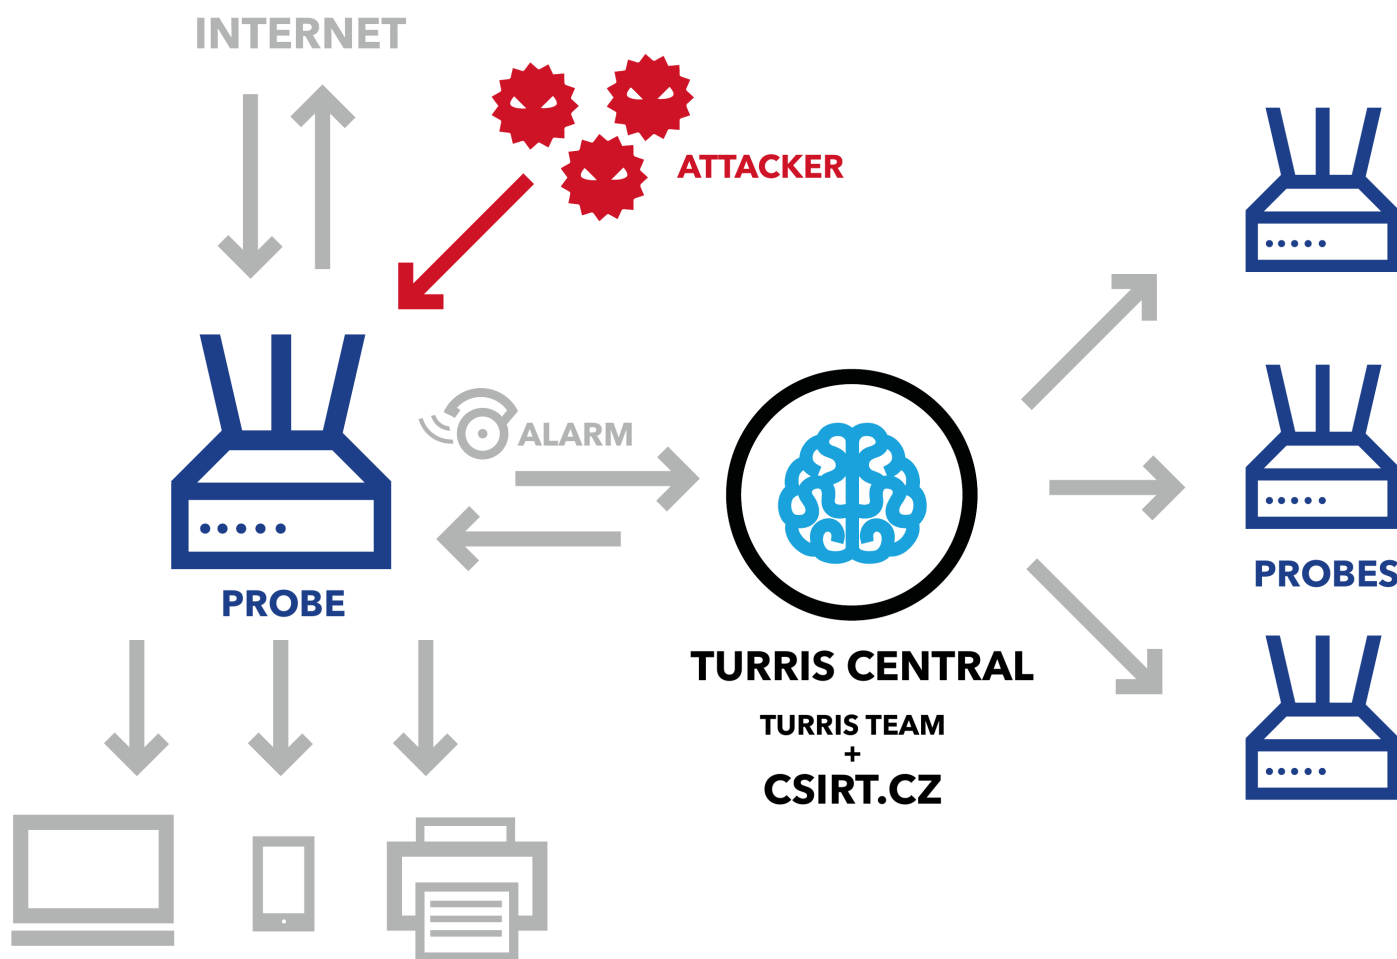 INTERNET
ATTACKER
ALARM
PROBE
PROBES
TURRIS CENTRAL
TURRIS TEAM
+
CSIRT.CZ